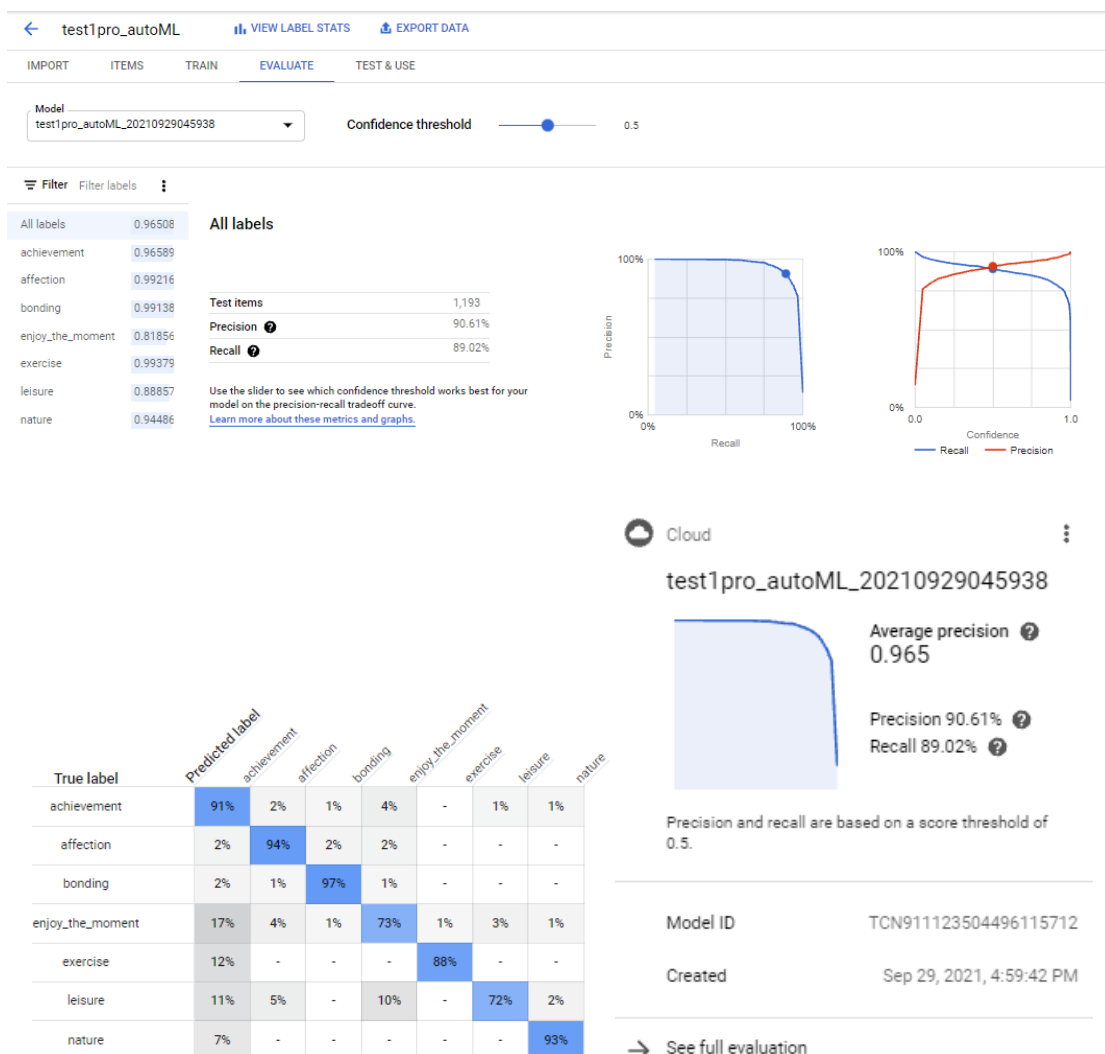 test1pro_autoML VIEW LABEL STATS EXPORT DATA
IMPORT ITEMS TRAIN EVALUATE TEST & USE
Model
test1pro_autoML_20210929045938 Confidence threshold 0.5
Filter Filter labels
All labels 0.96508
achievement 0.96589
affection 0.99216
bonding 0.99138
enjoy_the_moment 0.81856
exercise 0.99379
leisure 0.88857
nature 0.94486
All labels
Test items 1,193
Precision 90.61%
Recall 89.02%
Use the slider to see which confidence threshold works best for your
model on the precision-recall tradeoff curve.
Learn more about these metrics and graphs.
100%
Precision
0%
0% 100%
Recall
100%
0%
0.0 1.0
Confidence
Recall Precision
Cloud
test1pro_autoML_20210929045938
Average precision
0.965
Precision 90.61%
Recall 89.02%
Precision and recall are based on a score threshold of
0.5.
Model ID TCN911123504496115712
Created Sep 29, 2021, 4:59:42 PM
See full evaluation
True label Predicted label achievement affection bonding enjoy_the_moment exercise leisure nature
achievement 91% 2% 1% 4% - 1% 1%
affection 2% 94% 2% 2% - - -
bonding 2% 1% 97% 1% - - -
enjoy_the_moment 17% 4% 1% 73% 1% 3% 1%
exercise 12% - - - 88% - -
leisure 11% 5% - 10% - 72% 2%
nature 7% - - - - - 93%